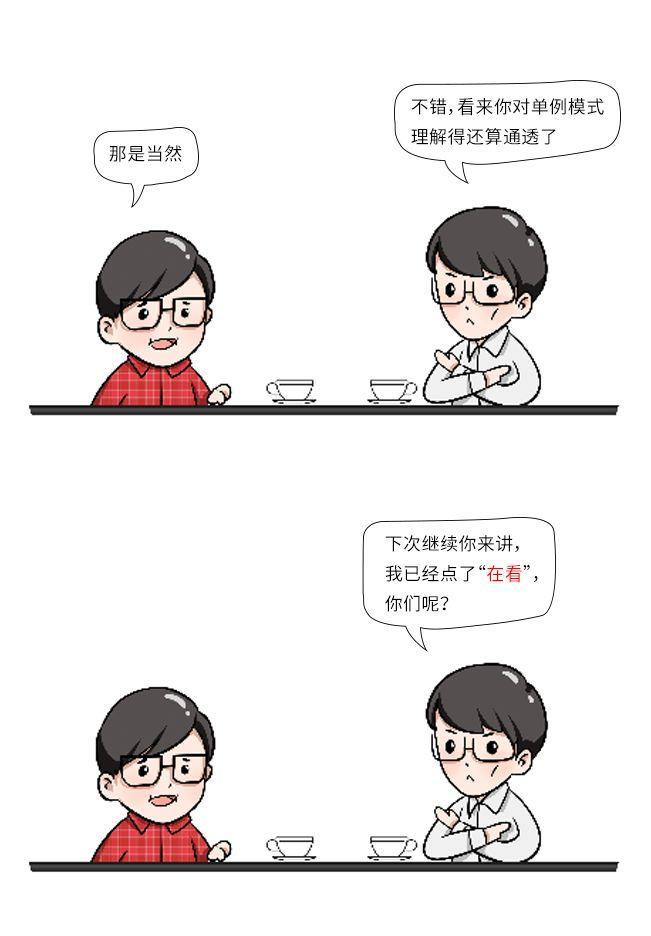 不错，看来你对单例模式
理解得还算通透了
那是当然
下次继续你来讲，
我已经点了“在看”，
你们呢？